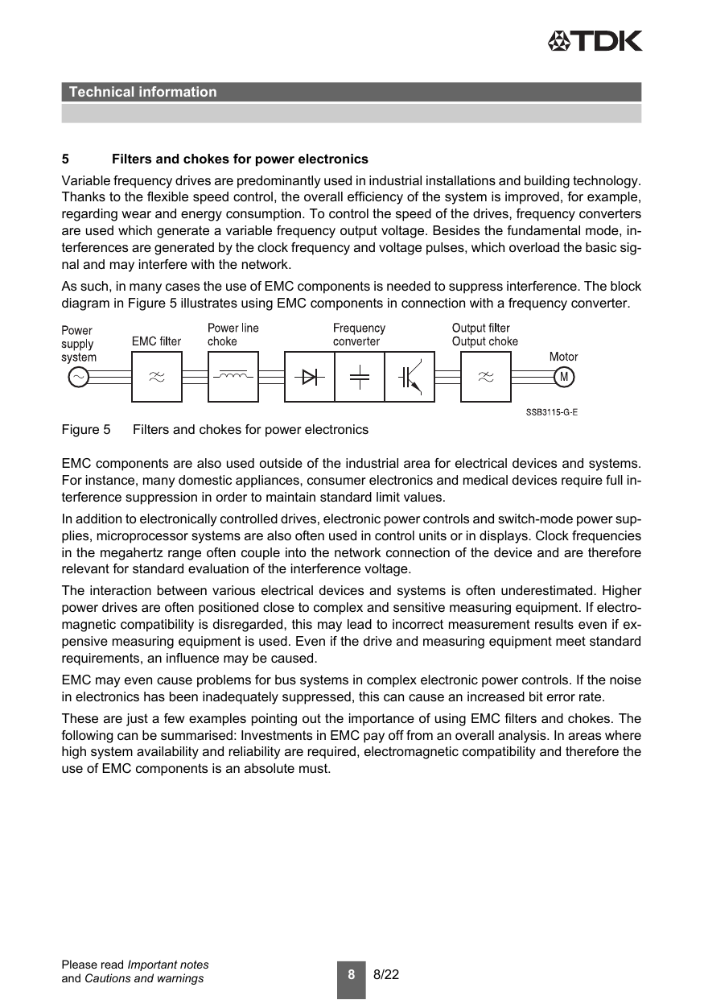 TDK
Technical information
5 Filters and chokes for power electronics
Variable frequency drives are predominantly used in industrial installations and building technology.
Thanks to the flexible speed control, the overall efficiency of the system is improved, for example,
regarding wear and energy consumption. To control the speed of the drives, frequency converters
are used which generate a variable frequency output voltage. Besides the fundamental mode, in-
terferences are generated by the clock frequency and voltage pulses, which overload the basic sig-
nal and may interfere with the network.
As such, in many cases the use of EMC components is needed to suppress interference. The block
diagram in Figure 5 illustrates using EMC components in connection with a frequency converter.
Power
supply
system
EMC filter
Power line
choke
Frequency
converter
Output filter
Output choke
Motor
M
SSB3115-G-E
Figure 5 Filters and chokes for power electronics
EMC components are also used outside of the industrial area for electrical devices and systems.
For instance, many domestic appliances, consumer electronics and medical devices require full in-
terference suppression in order to maintain standard limit values.
In addition to electronically controlled drives, electronic power controls and switch-mode power sup-
plies, microprocessor systems are also often used in control units or in displays. Clock frequencies
in the megahertz range often couple into the network connection of the device and are therefore
relevant for standard evaluation of the interference voltage.
The interaction between various electrical devices and systems is often underestimated. Higher
power drives are often positioned close to complex and sensitive measuring equipment. If electro-
magnetic compatibility is disregarded, this may lead to incorrect measurement results even if ex-
pensive measuring equipment is used. Even if the drive and measuring equipment meet standard
requirements, an influence may be caused.
EMC may even cause problems for bus systems in complex electronic power controls. If the noise
in electronics has been inadequately suppressed, this can cause an increased bit error rate.
These are just a few examples pointing out the importance of using EMC filters and chokes. The
following can be summarised: Investments in EMC pay off from an overall analysis. In areas where
high system availability and reliability are required, electromagnetic compatibility and therefore the
use of EMC components is an absolute must.
Please read Important notes
and Cautions and warnings
8 8/22